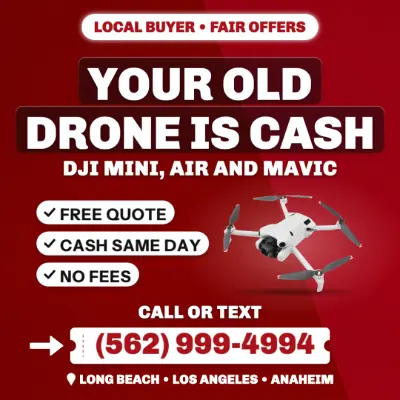 LOCAL BUYER • FAIR OFFERS
YOUR OLD
DRONE IS CASH
DJI MINI, AIR AND MAVIC
FREE QUOTE
CASH SAME DAY
NO FEES
CALL OR TEXT
(562) 999-4994
LONG BEACH • LOS ANGELES • ANAHEIM